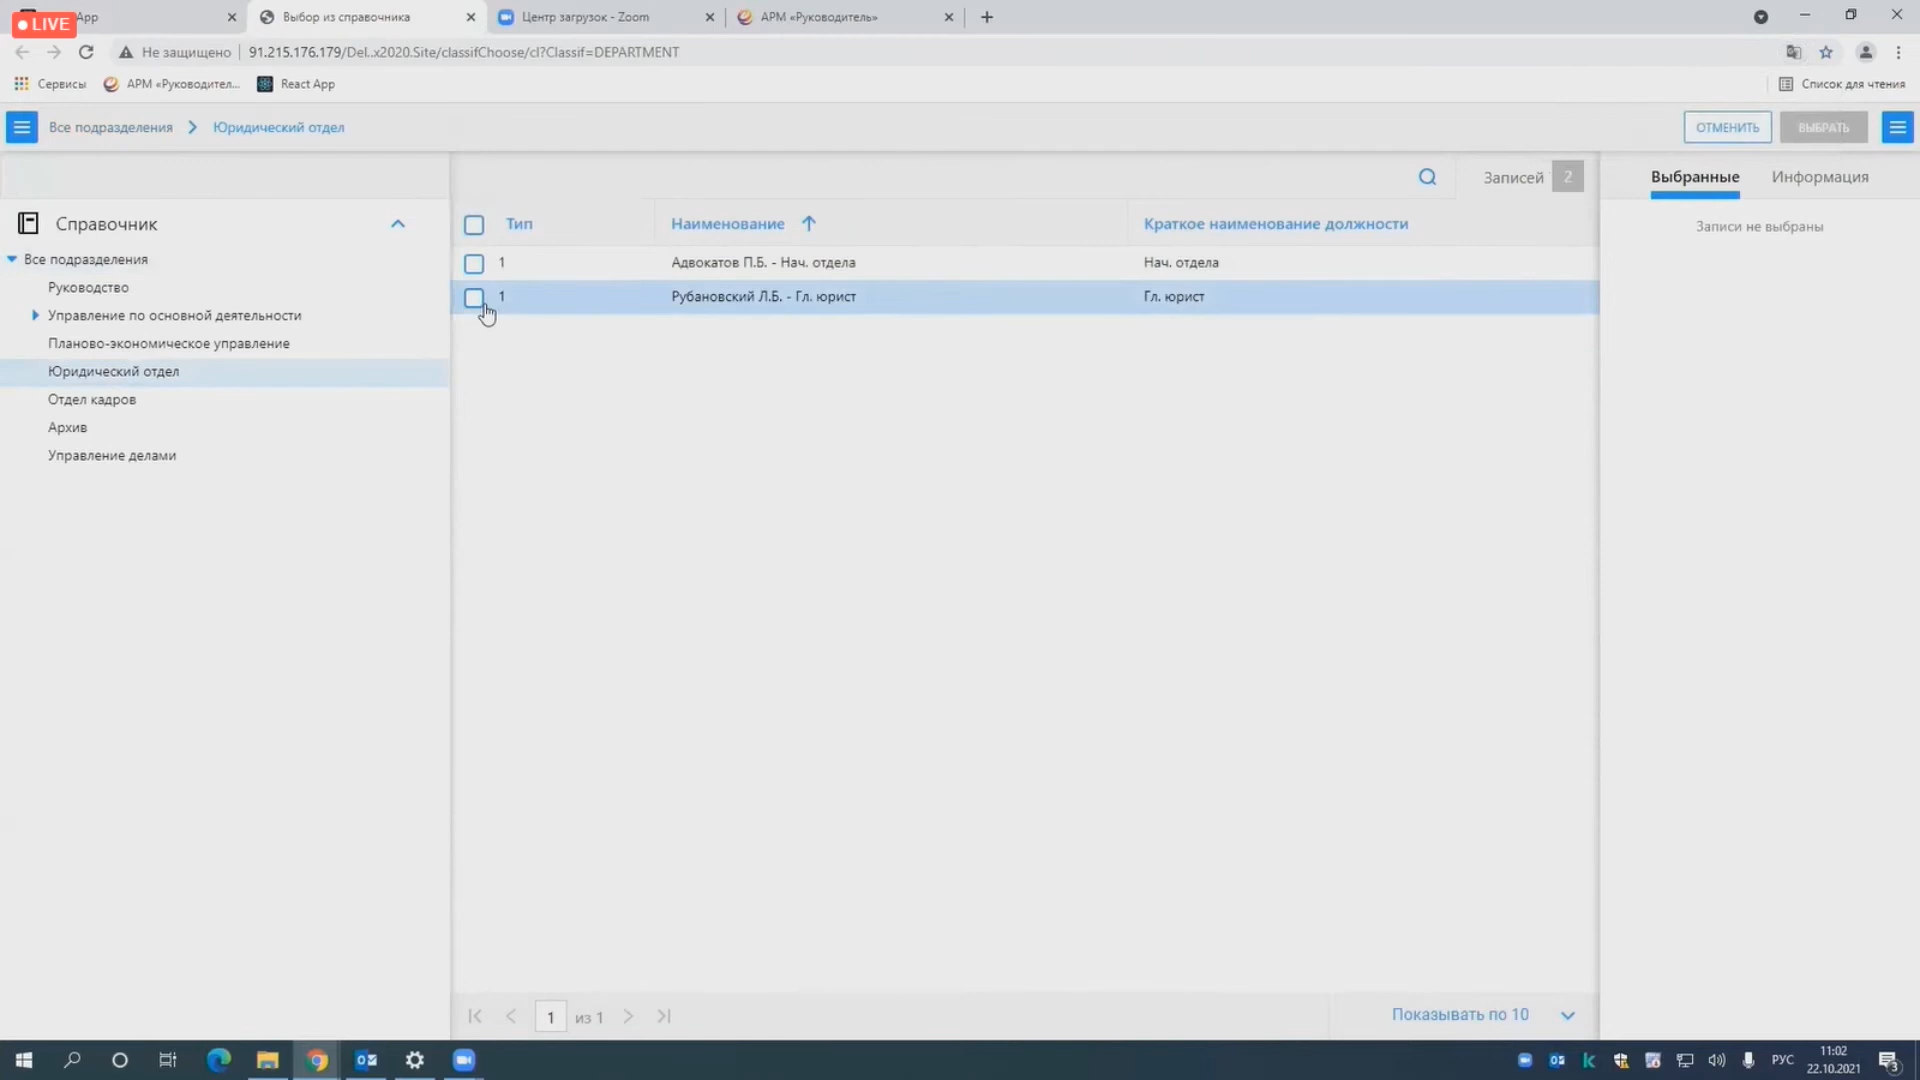 LIVE
App
Выбор из справочника
Центр загрузок - Zoom
АРМ «Руководитель»
Не защищено
91.215.176.179/Del..x2020.Site/classifChoose/cl?Classif=DEPARTMENT
Сервисы
АРМ «Руководител...
React App
Список для чтения
Все подразделения
Юридический отдел
ОТМЕНИТЬ
ВЫБРАТЬ
Записей 2
Выбранные
Информация
Справочник
Тип
Наименование
Краткое наименование должности
Записи не выбраны
Все подразделения
1
Адвокатов П.Б. - Нач. отдела
Нач. отдела
Руководство
1
Рубановский Л.Б. - Гл. юрист
Гл. юрист
Управление по основной деятельности
Планово-экономическое управление
Юридический отдел
Отдел кадров
Архив
Управление делами
1 из 1
Показывать по 10
РУС
11:02
22.10.2021
3